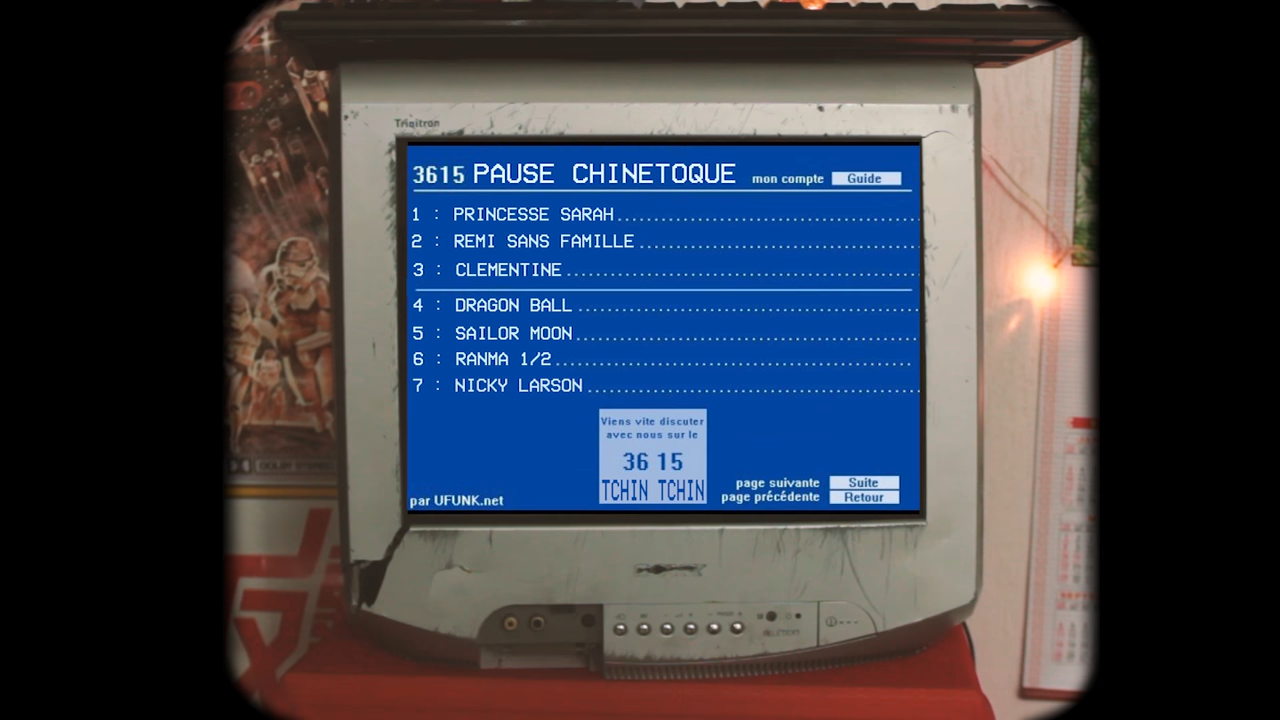 Trinitron
3615 PAUSE CHINETOQUE mon compte Guide
1 : PRINCESSE SARAH
2 : REMI SANS FAMILLE
3 : CLEMENTINE
4 : DRAGON BALL
5 : SAILOR MOON
6 : RANMA 1/2
7 : NICKY LARSON
Viens vite discuter
avec nous sur le
36 15
TCHIN TCHIN
page suivante Suite
page précédente Retour
par UFUNK.net
DOLBY STEREO